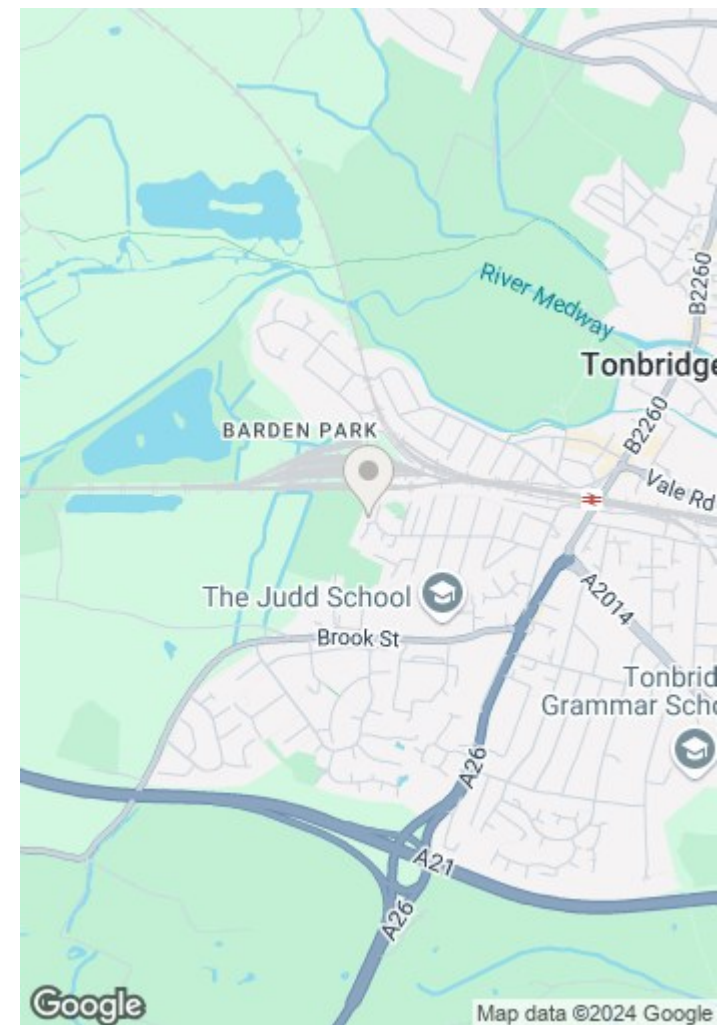 B2260
River Medway
Tonbridge
BARDEN PARK
B2260
Vale Rd
The Judd School
A2014
Brook St
Tonbrid
Grammar Scho
A26
A21
A26
Google
Map data ©2024 Google